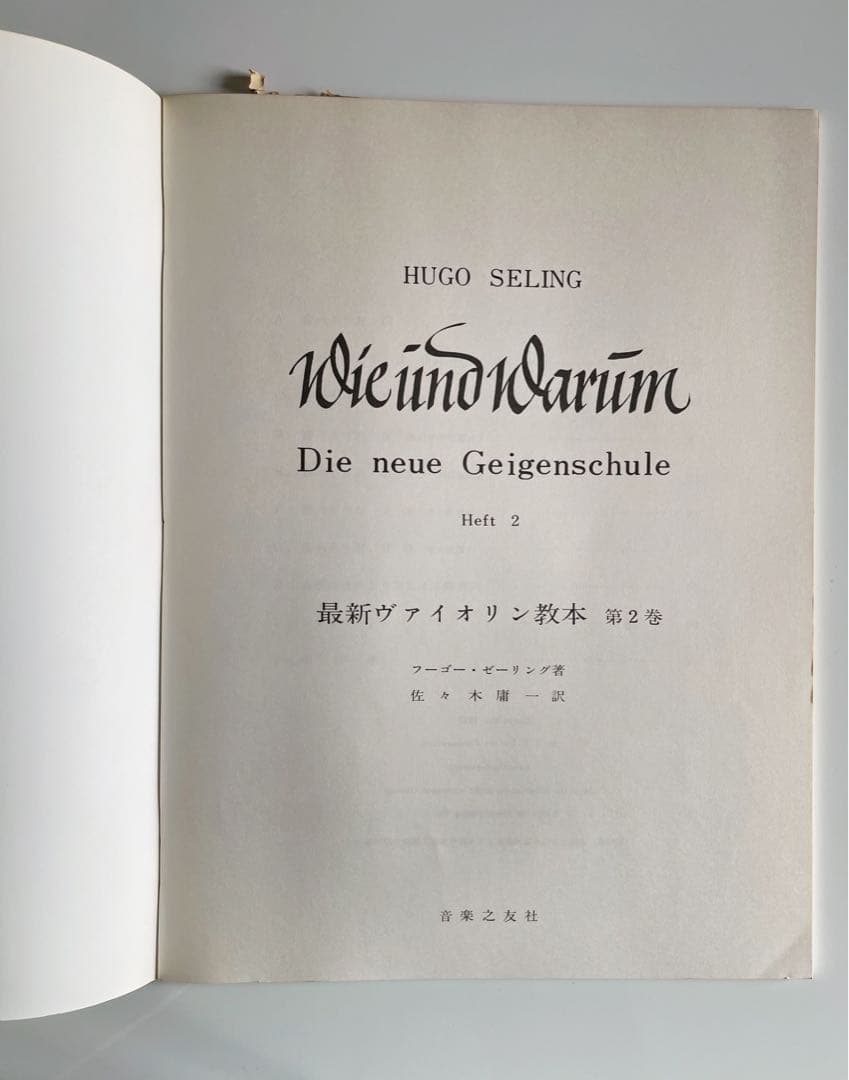 HUGO SELING
Wie und Warum
Die neue Geigenschule
Heft 2
最新ヴァイオリン教本 第2巻
フーゴー・ゼーリング著
佐々木庸一訳
音楽之友社